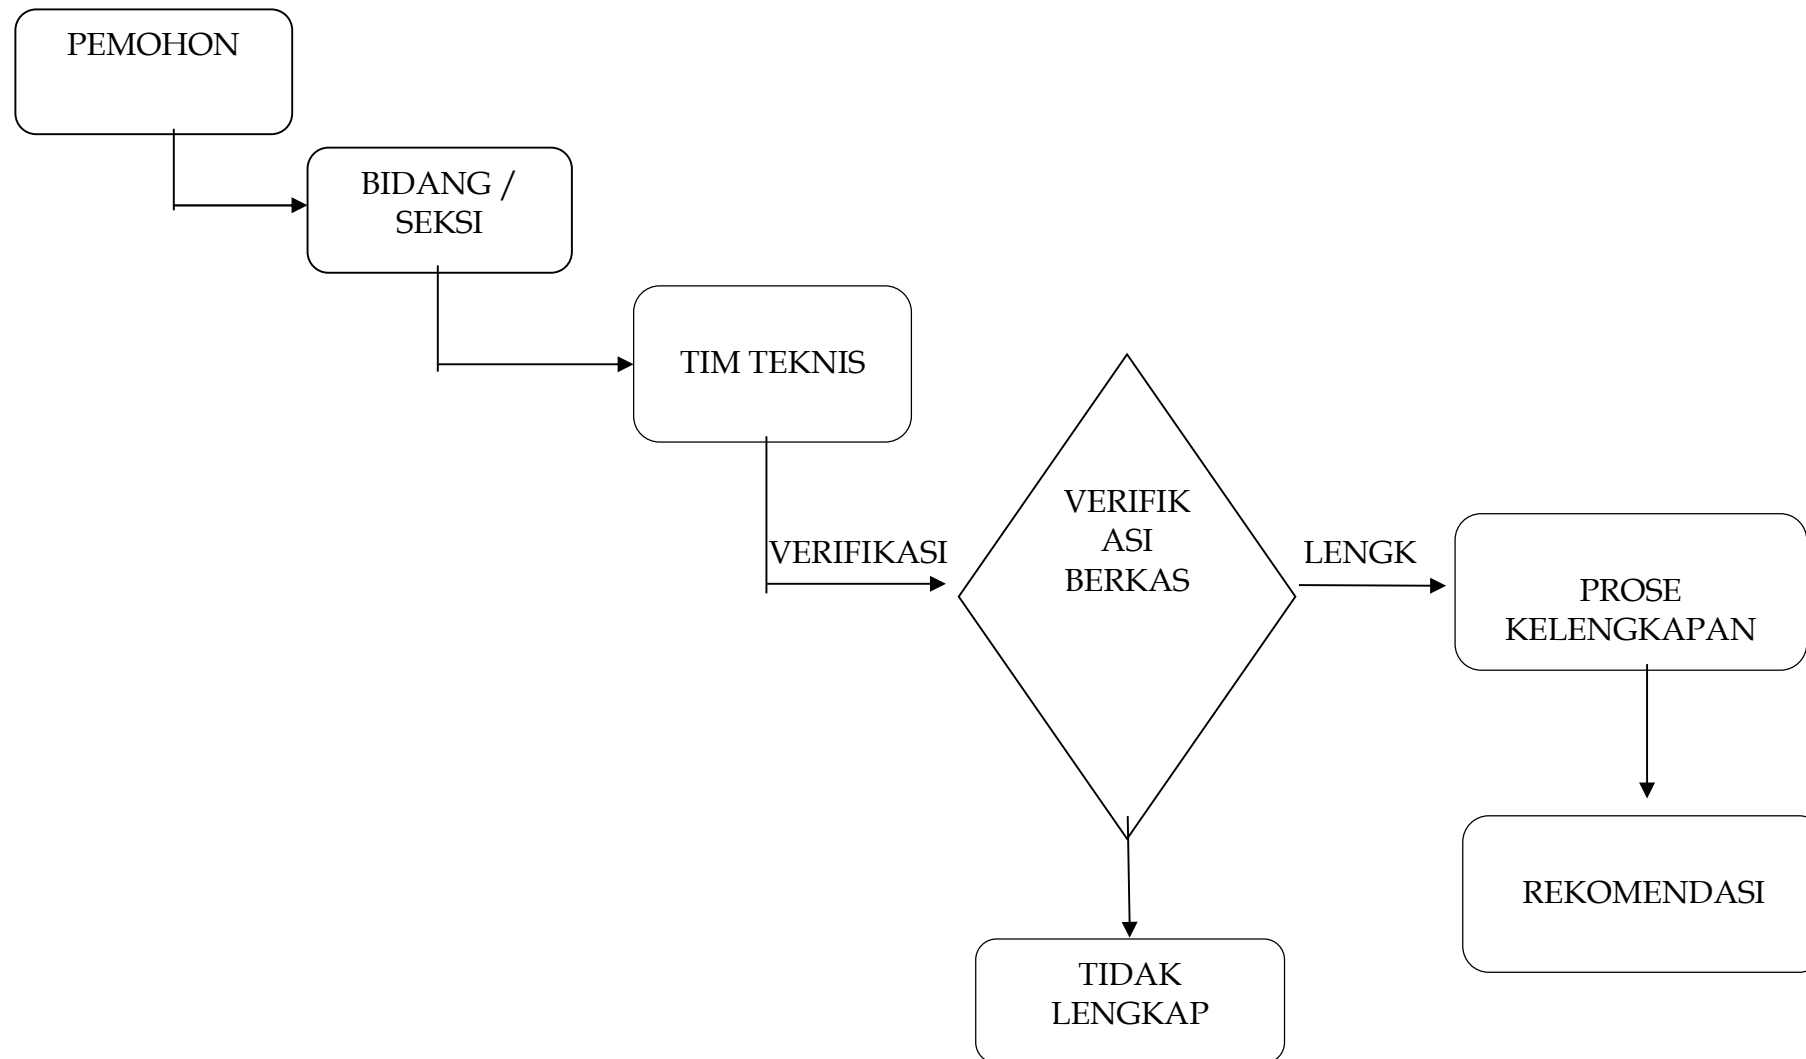 PEMOHON
BIDANG /
SEKSI
TIM TEKNIS
VERIFIKASI
VERIFIK
ASI
BERKAS
LENGK
PROSE
KELENGKAPAN
REKOMENDASI
TIDAK
LENGKAP